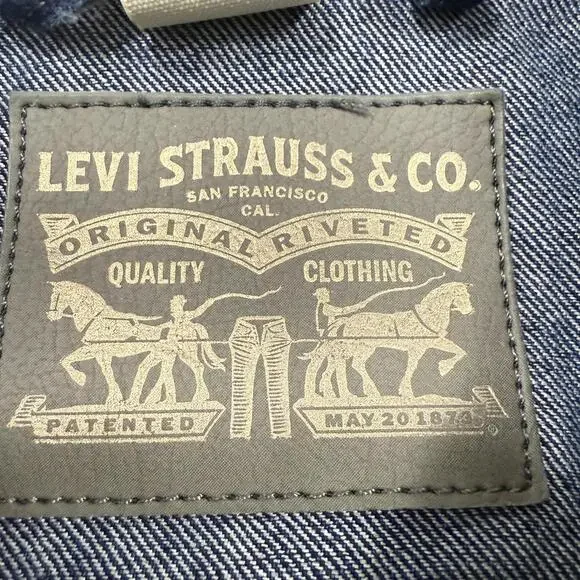 LEVI STRAUSS & CO.
SAN FRANCISCO
CAL.
ORIGINAL RIVETED
QUALITY CLOTHING
PATENTED MAY 20 1873
®